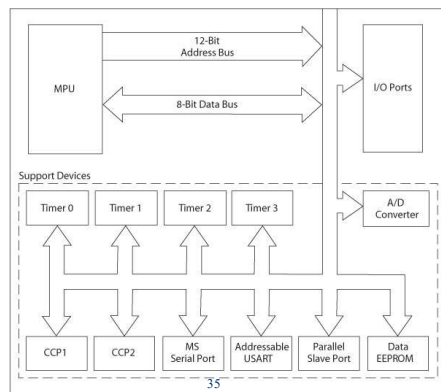 12-Bit
Address Bus
MPU
I/O Ports
8-Bit Data Bus
Support Devices
Timer 0
Timer 1
Timer 2
Timer 3
A/D
Converter
CCP1
CCP2
MS
Serial Port
Addressable
USART
Parallel
Slave Port
Data
EEPROM
35